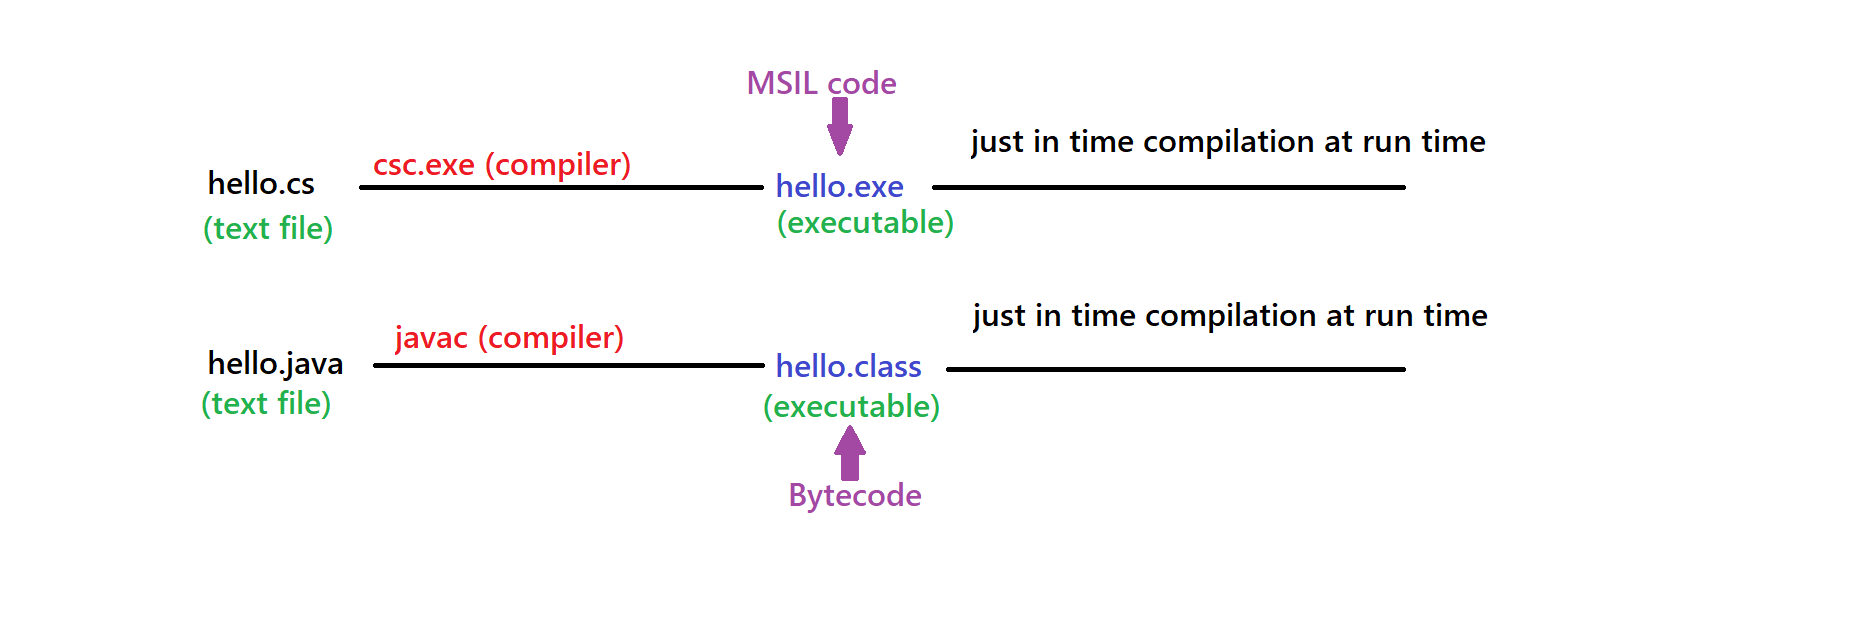 MSIL code
just in time compilation at run time
csc.exe (compiler)
hello.cs
hello.exe
(text file)
(executable)
just in time compilation at run time
javac (compiler)
hello.java
hello.class
(text file)
(executable)
Bytecode